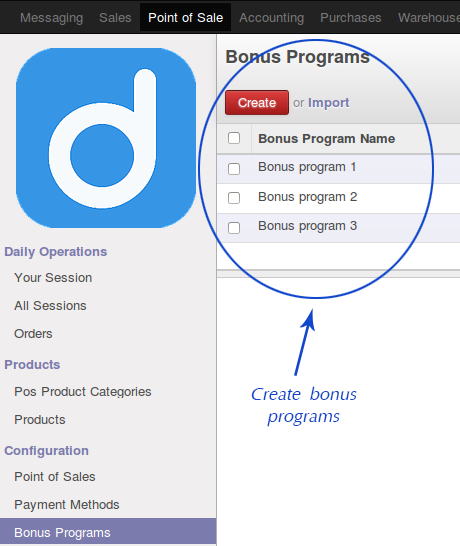 Messaging Sales Point of Sale Accounting Purchases Warehouse
Bonus Programs
Create or Import
Bonus Program Name
Bonus program 1
Bonus program 2
Bonus program 3
Daily Operations
Your Session
All Sessions
Orders
Products
Pos Product Categories
Products
Configuration
Point of Sales
Payment Methods
Bonus Programs
Create bonus
programs